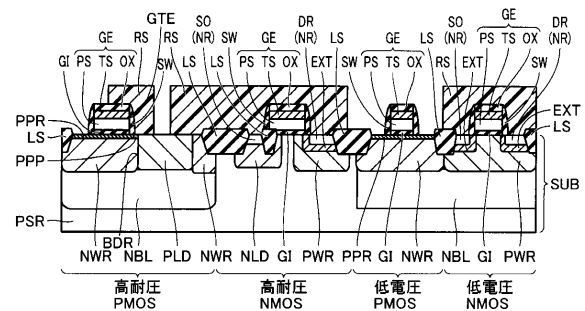 GTE SO GE DR GE SO GE DR
GE RS RS (NR) SW (NR) LS LS (NR) (NR)
GI PS TS OX SW LS LS PS TS OX EXT SW PS TS OX RS EXT PS TS OX SW
PPR
LS
PPP
PSR
EXT
LS
SUB
BDR
NWR NBL PLD NWR NLD GI PWR PPR GI NWR NBL GI PWR
高耐圧 高耐圧 低電圧 低電圧
PMOS NMOS PMOS NMOS